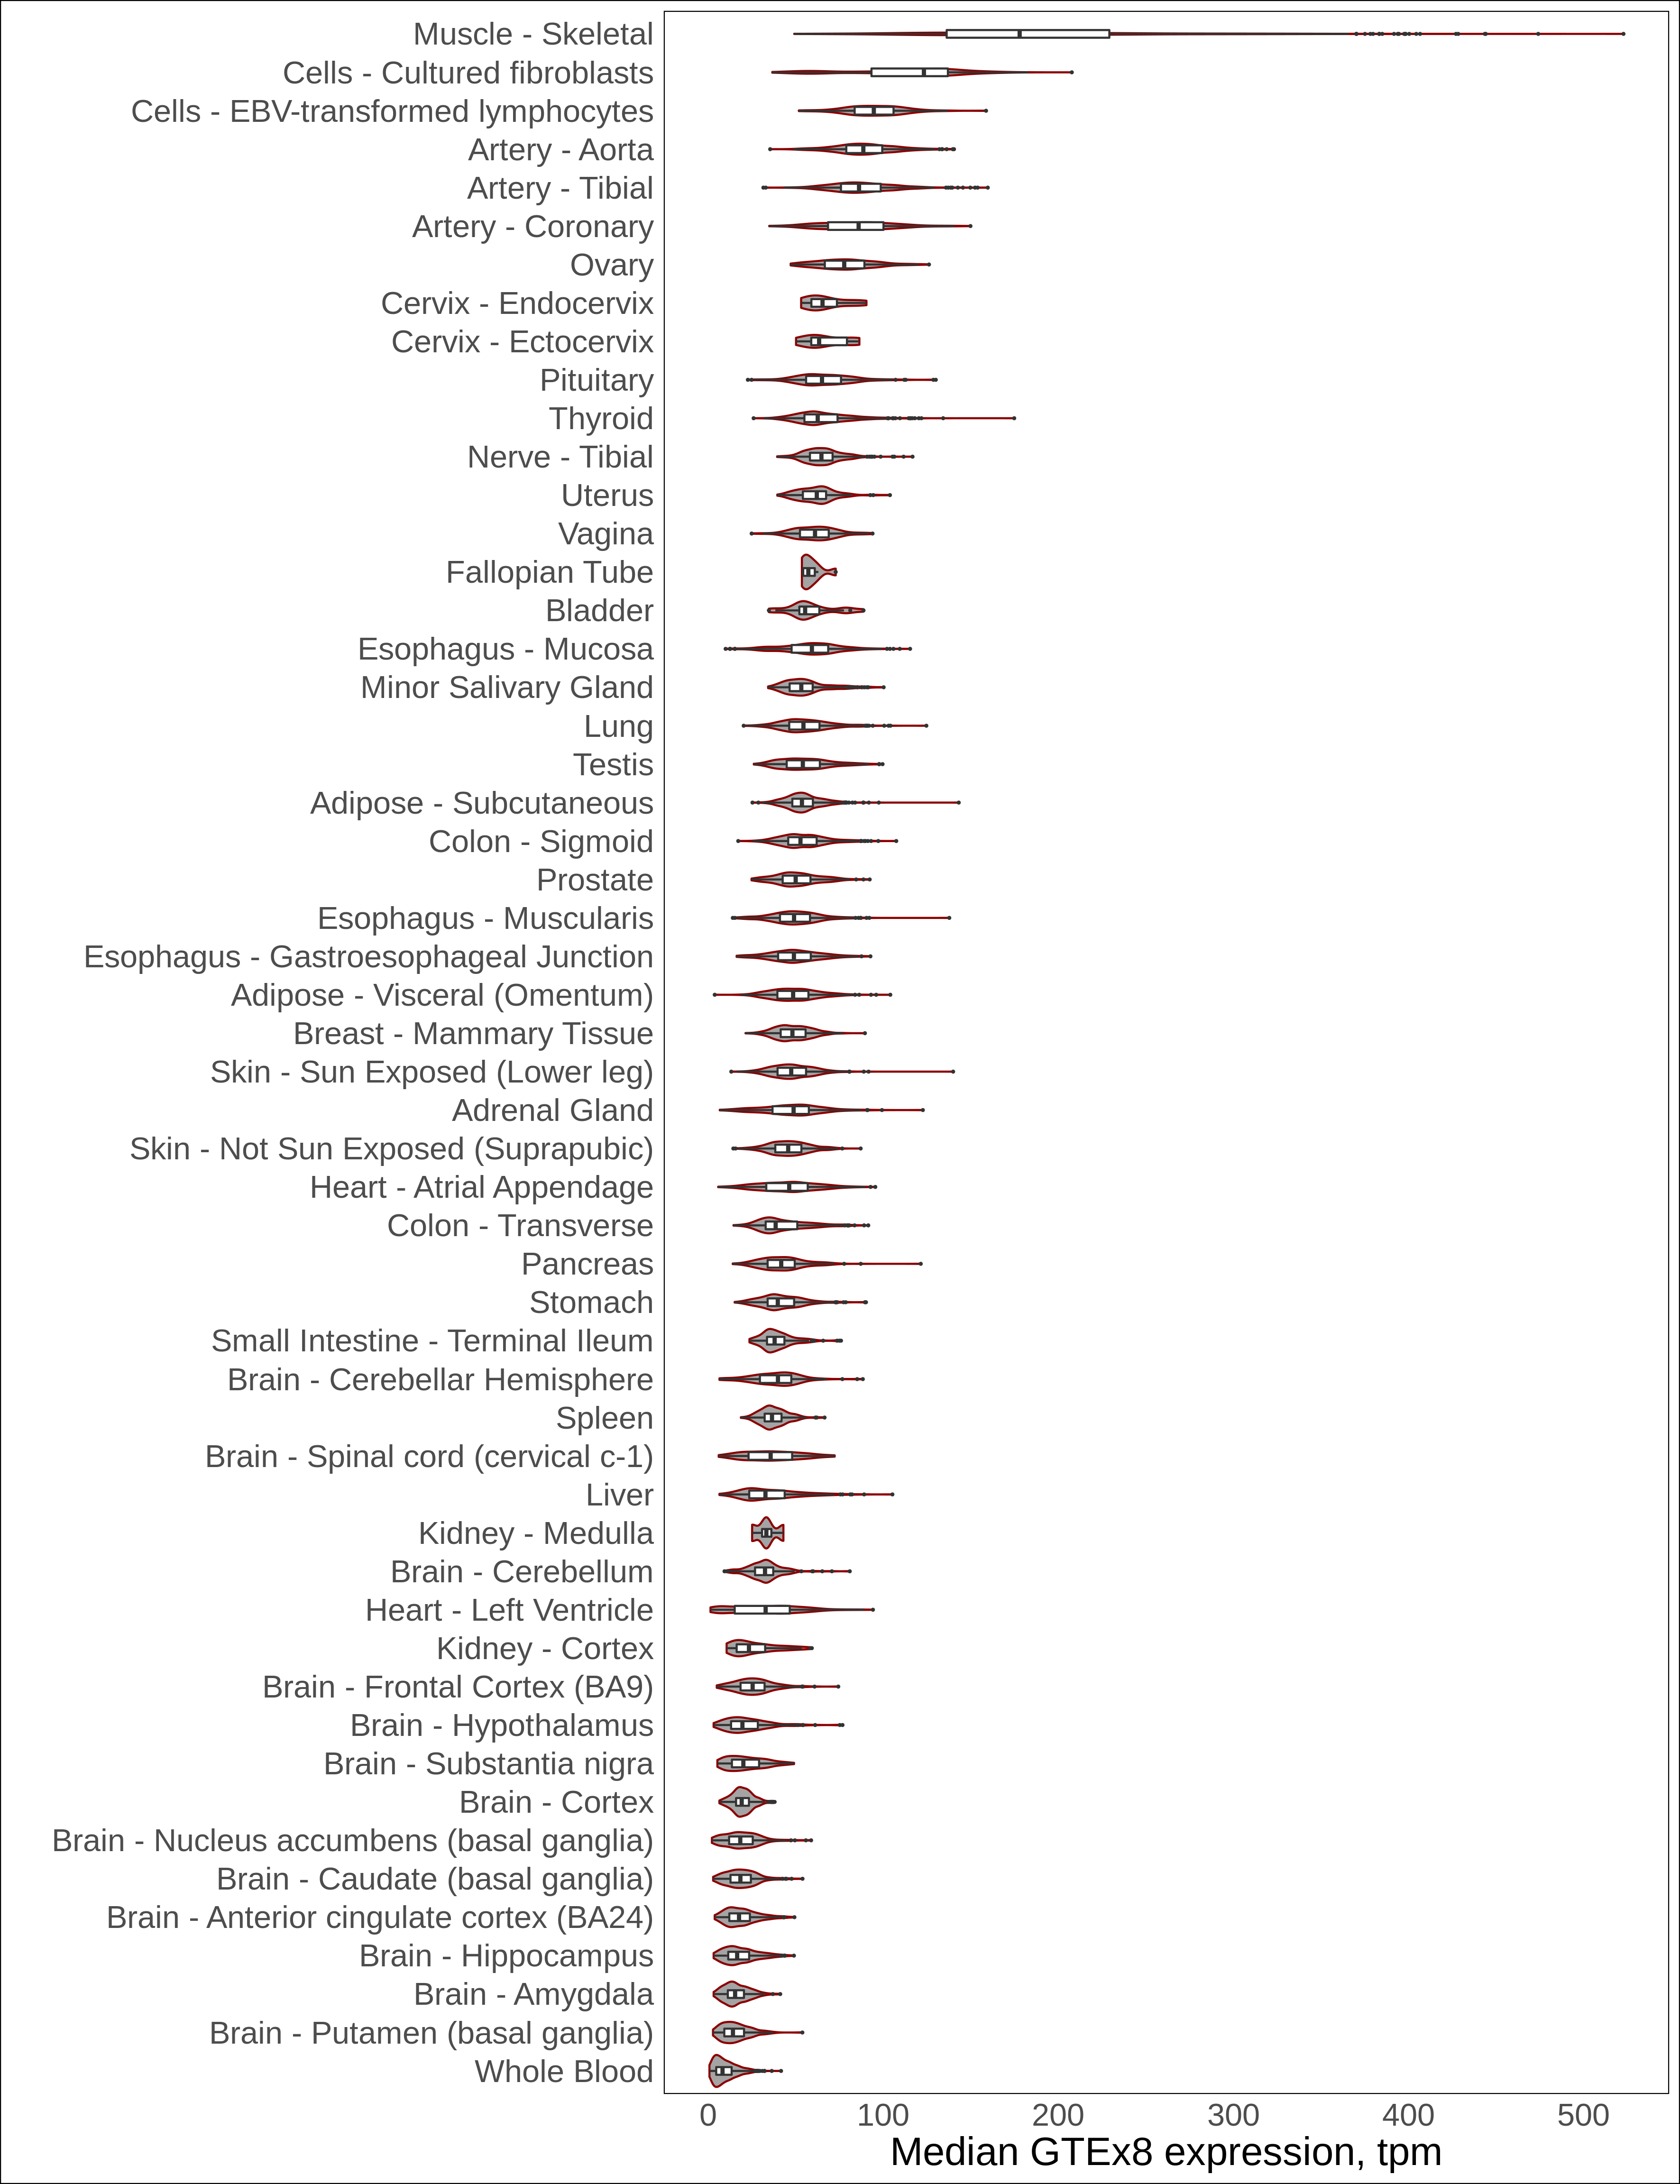 Muscle - Skeletal
Cells - Cultured fibroblasts
Cells - EBV-transformed lymphocytes
Artery - Aorta
Artery - Tibial
Artery - Coronary
Ovary
Cervix - Endocervix
Cervix - Ectocervix
Pituitary
Thyroid
Nerve - Tibial
Uterus
Vagina
Fallopian Tube
Bladder
Esophagus - Mucosa
Minor Salivary Gland
Lung
Testis
Adipose - Subcutaneous
Colon - Sigmoid
Prostate
Esophagus - Muscularis
Esophagus - Gastroesophageal Junction
Adipose - Visceral (Omentum)
Breast - Mammary Tissue
Skin - Sun Exposed (Lower leg)
Adrenal Gland
Skin - Not Sun Exposed (Suprapubic)
Heart - Atrial Appendage
Colon - Transverse
Pancreas
Stomach
Small Intestine - Terminal Ileum
Brain - Cerebellar Hemisphere
Spleen
Brain - Spinal cord (cervical c-1)
Liver
Kidney - Medulla
Brain - Cerebellum
Heart - Left Ventricle
Kidney - Cortex
Brain - Frontal Cortex (BA9)
Brain - Hypothalamus
Brain - Substantia nigra
Brain - Cortex
Brain - Nucleus accumbens (basal ganglia)
Brain - Caudate (basal ganglia)
Brain - Anterior cingulate cortex (BA24)
Brain - Hippocampus
Brain - Amygdala
Brain - Putamen (basal ganglia)
Whole Blood
0 100 200 300 400 500
Median GTEx8 expression, tpm